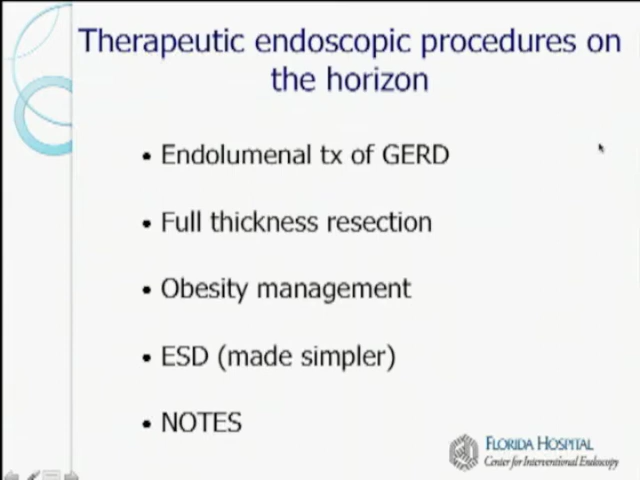 Therapeutic endoscopic procedures on
the horizon
• Endolumenal tx of GERD
• Full thickness resection
• Obesity management
• ESD (made simpler)
• NOTES
FLORIDA HOSPITAL
Center for Interventional Endoscopy